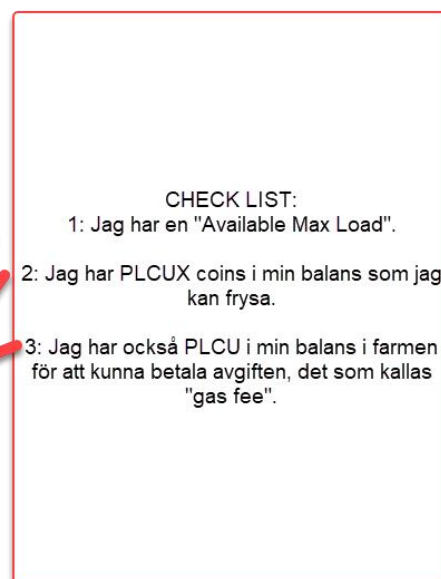 CHECK LIST:
1: Jag har en "Available Max Load".
2: Jag har PLCUX coins i min balans som jag
kan frysa.
3: Jag har också PLCU i min balans i farmen
för att kunna betala avgiften, det som kallas
"gas fee".